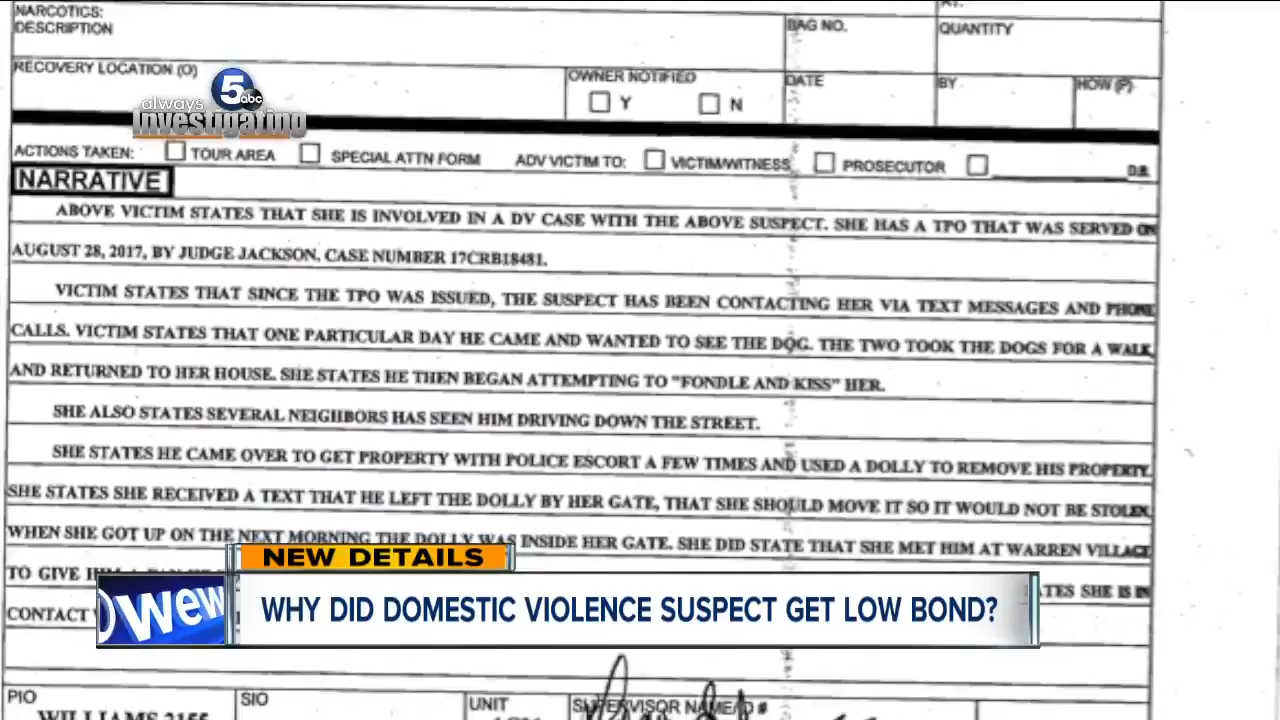 NARCOTICS:
DESCRIPTION
BAG NO.
QUANTITY
RECOVERY LOCATION (O)
OWNER NOTIFIED
Y N
DATE
BY
HOW (P)
always
5 abc
Investigating
ACTIONS TAKEN: TOUR AREA SPECIAL ATTN FORM ADV VICTIM TO: VICTIM/WITNESS PROSECUTOR D.B.
NARRATIVE
ABOVE VICTIM STATES THAT SHE IS INVOLVED IN A DV CASE WITH THE ABOVE SUSPECT. SHE HAS A TPO THAT WAS SERVED ON
AUGUST 28, 2017, BY JUDGE JACKSON. CASE NUMBER 17CRB18481.
VICTIM STATES THAT SINCE THE TPO WAS ISSUED, THE SUSPECT HAS BEEN CONTACTING HER VIA TEXT MESSAGES AND PHONE
CALLS. VICTIM STATES THAT ONE PARTICULAR DAY HE CAME AND WANTED TO SEE THE DOG. THE TWO TOOK THE DOGS FOR A WALK
AND RETURNED TO HER HOUSE. SHE STATES HE THEN BEGAN ATTEMPTING TO "FONDLE AND KISS" HER.
SHE ALSO STATES SEVERAL NEIGHBORS HAS SEEN HIM DRIVING DOWN THE STREET.
SHE STATES HE CAME OVER TO GET PROPERTY WITH POLICE ESCORT A FEW TIMES AND USED A DOLLY TO REMOVE HIS PROPERTY.
SHE STATES SHE RECEIVED A TEXT THAT HE LEFT THE DOLLY BY HER GATE, THAT SHE SHOULD MOVE IT SO IT WOULD NOT BE STOLEN.
WHEN SHE GOT UP ON THE NEXT MORNING THE DOLLY WAS INSIDE HER GATE. SHE DID STATE THAT SHE MET HIM AT WARREN VILLAGE
TO GIVE SHE IS IN
CONTACT
NEW DETAILS
wew
WHY DID DOMESTIC VIOLENCE SUSPECT GET LOW BOND?
PIO
SIO
UNIT
SUPERVISOR NAME/ID #
WILLIAMS 2155